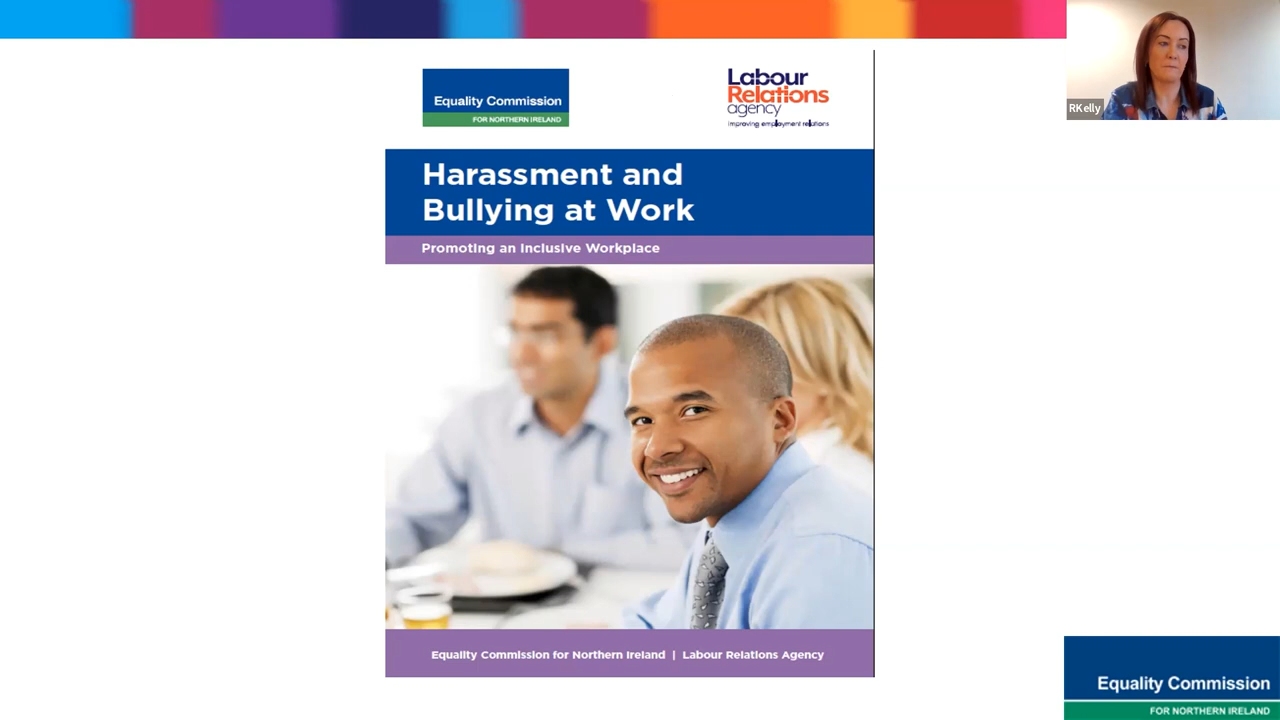 Equality Commission
FOR NORTHERN IRELAND
Labour
Relations
agency
improving employment relations
RKelly
Harassment and
Bullying at Work
Promoting an Inclusive Workplace
Equality Commission for Northern Ireland | Labour Relations Agency
Equality Commission
FOR NORTHERN IRELAND